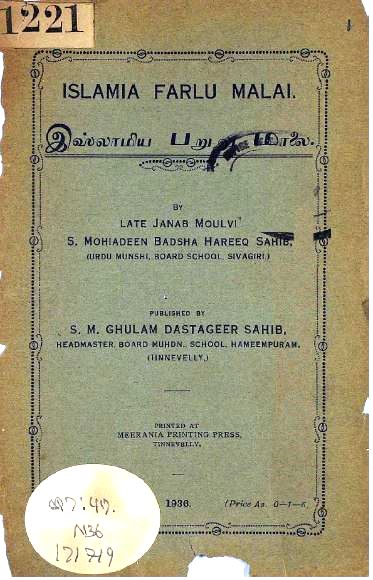 1221
ISLAMIA FARLU MALAI.
இஸ்லாமிய
BY
LATE JANAB MOULVI
S. MOHIADEEN BADSHA HAREEQ SAHIB,
(URDU MUNSHI, BOARD SCHOOL, SIVAGIRI.)
PUBLISHED BY
S. M. GHULAM DASTAGEER SAHIB,
HEADMASTER, BOARD MUHDN., SCHOOL, HAMEEMPURAM,
(TINNEVELLY.)
PRINTED AT
MEERANIA PRINTING PRESS,
TINNEVELLY.
1936. (Price As. 0—1—6
N36
171719